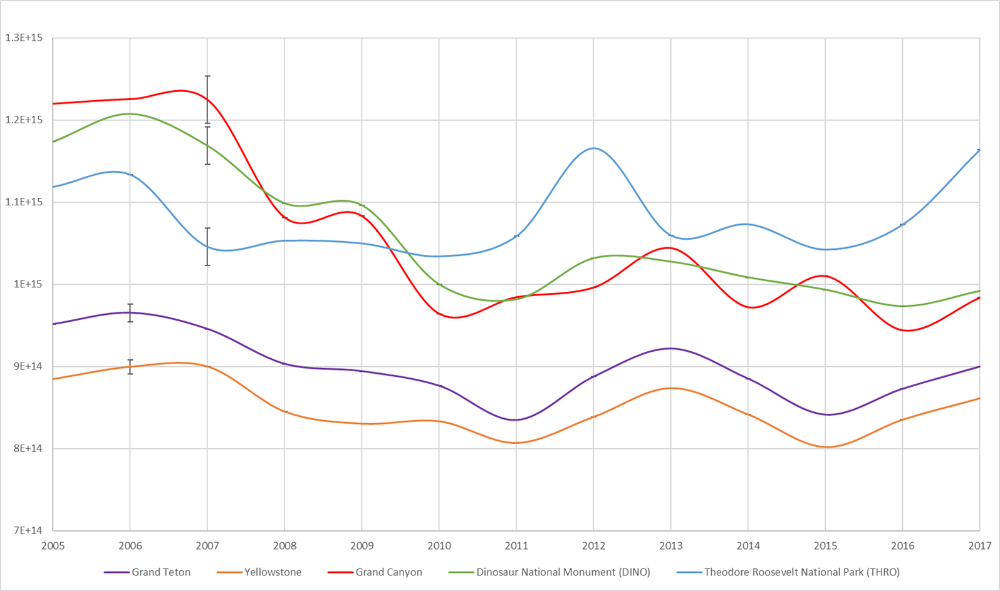 1.3E+15
1.2E+15
1.1E+15
1E+15
9E+14
8E+14
7E+14
2005 2006 2007 2008 2009 2010 2011 2012 2013 2014 2015 2016 2017
Grand Teton Yellowstone Grand Canyon Dinosaur National Monument (DINO) Theodore Roosevelt National Park (THRO)